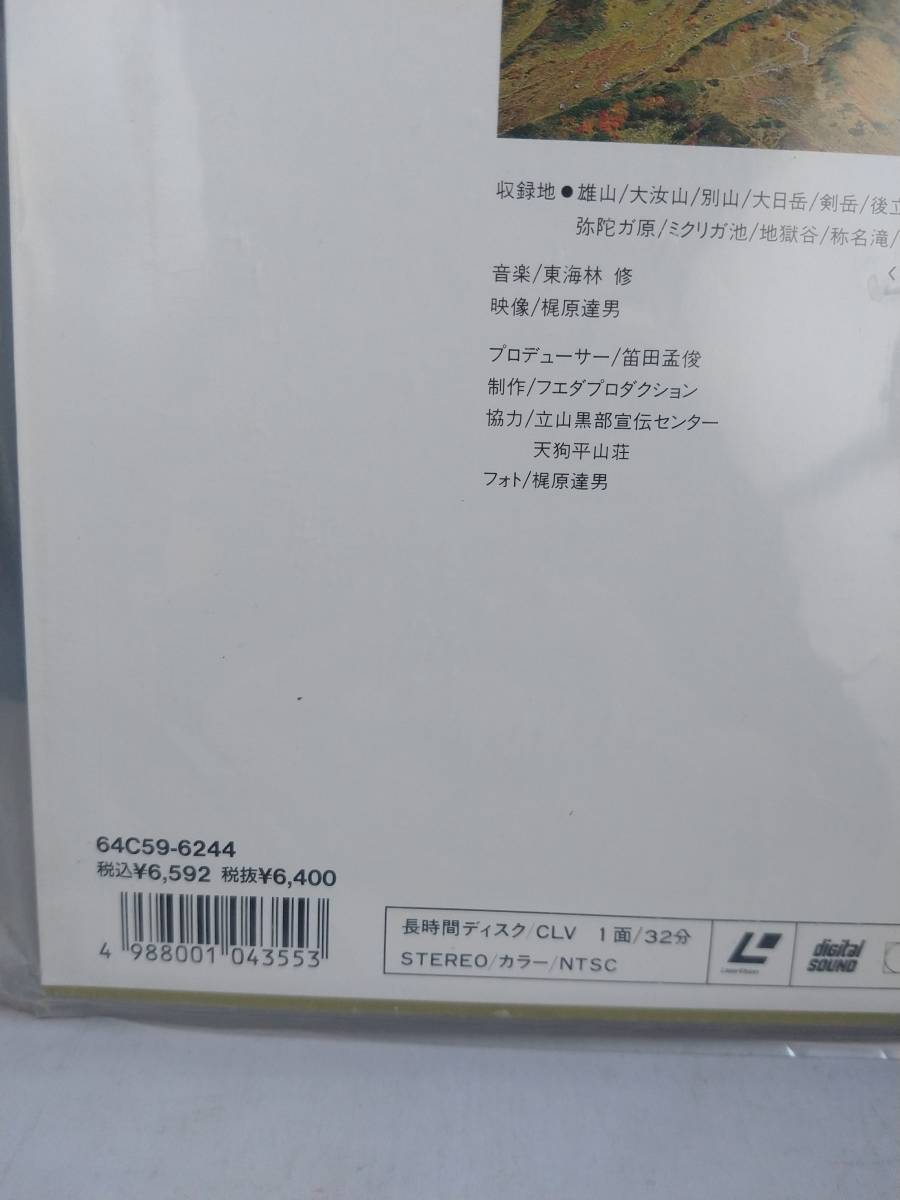 収録地●雄山/大汝山/別山/大日岳/剣岳/後立
弥陀ガ原/ミクリガ池/地獄谷/称名滝/
く
音楽/東海林 修
映像/梶原達男
プロデューサー/笛田孟俊
制作/フエダプロダクション
協力/立山黒部宣伝センター
天狗平山荘
フォト/梶原達男
64C59-6244
税込¥6,592 税抜¥6,400
4 988001 043553
長時間ディスク/CLV 1面/32分
STEREO/カラー/NTSC
LaserVision
digital
SOUND